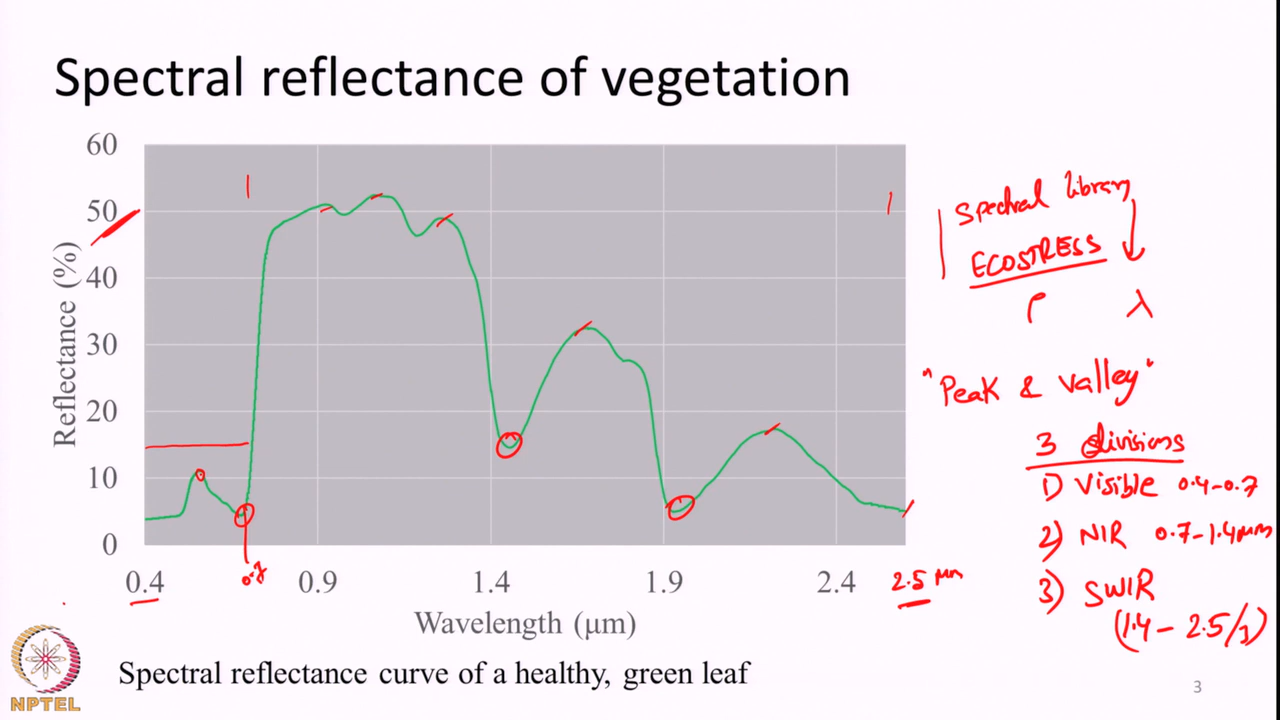 Spectral reflectance of vegetation
60
50
40
30
20
10
0
Reflectance (%)
0.4
0.9
1.4
1.9
2.4
0.7
2.5 μm
Wavelength (μm)
Spectral reflectance curve of a healthy, green leaf
Spectral library
ECOSTRESS
ρ λ
"Peak & valley"
3 divisions
1) Visible 0.4-0.7
2) NIR 0.7-1.4μm
3) SWIR
(1.4 - 2.5
NPTEL
3